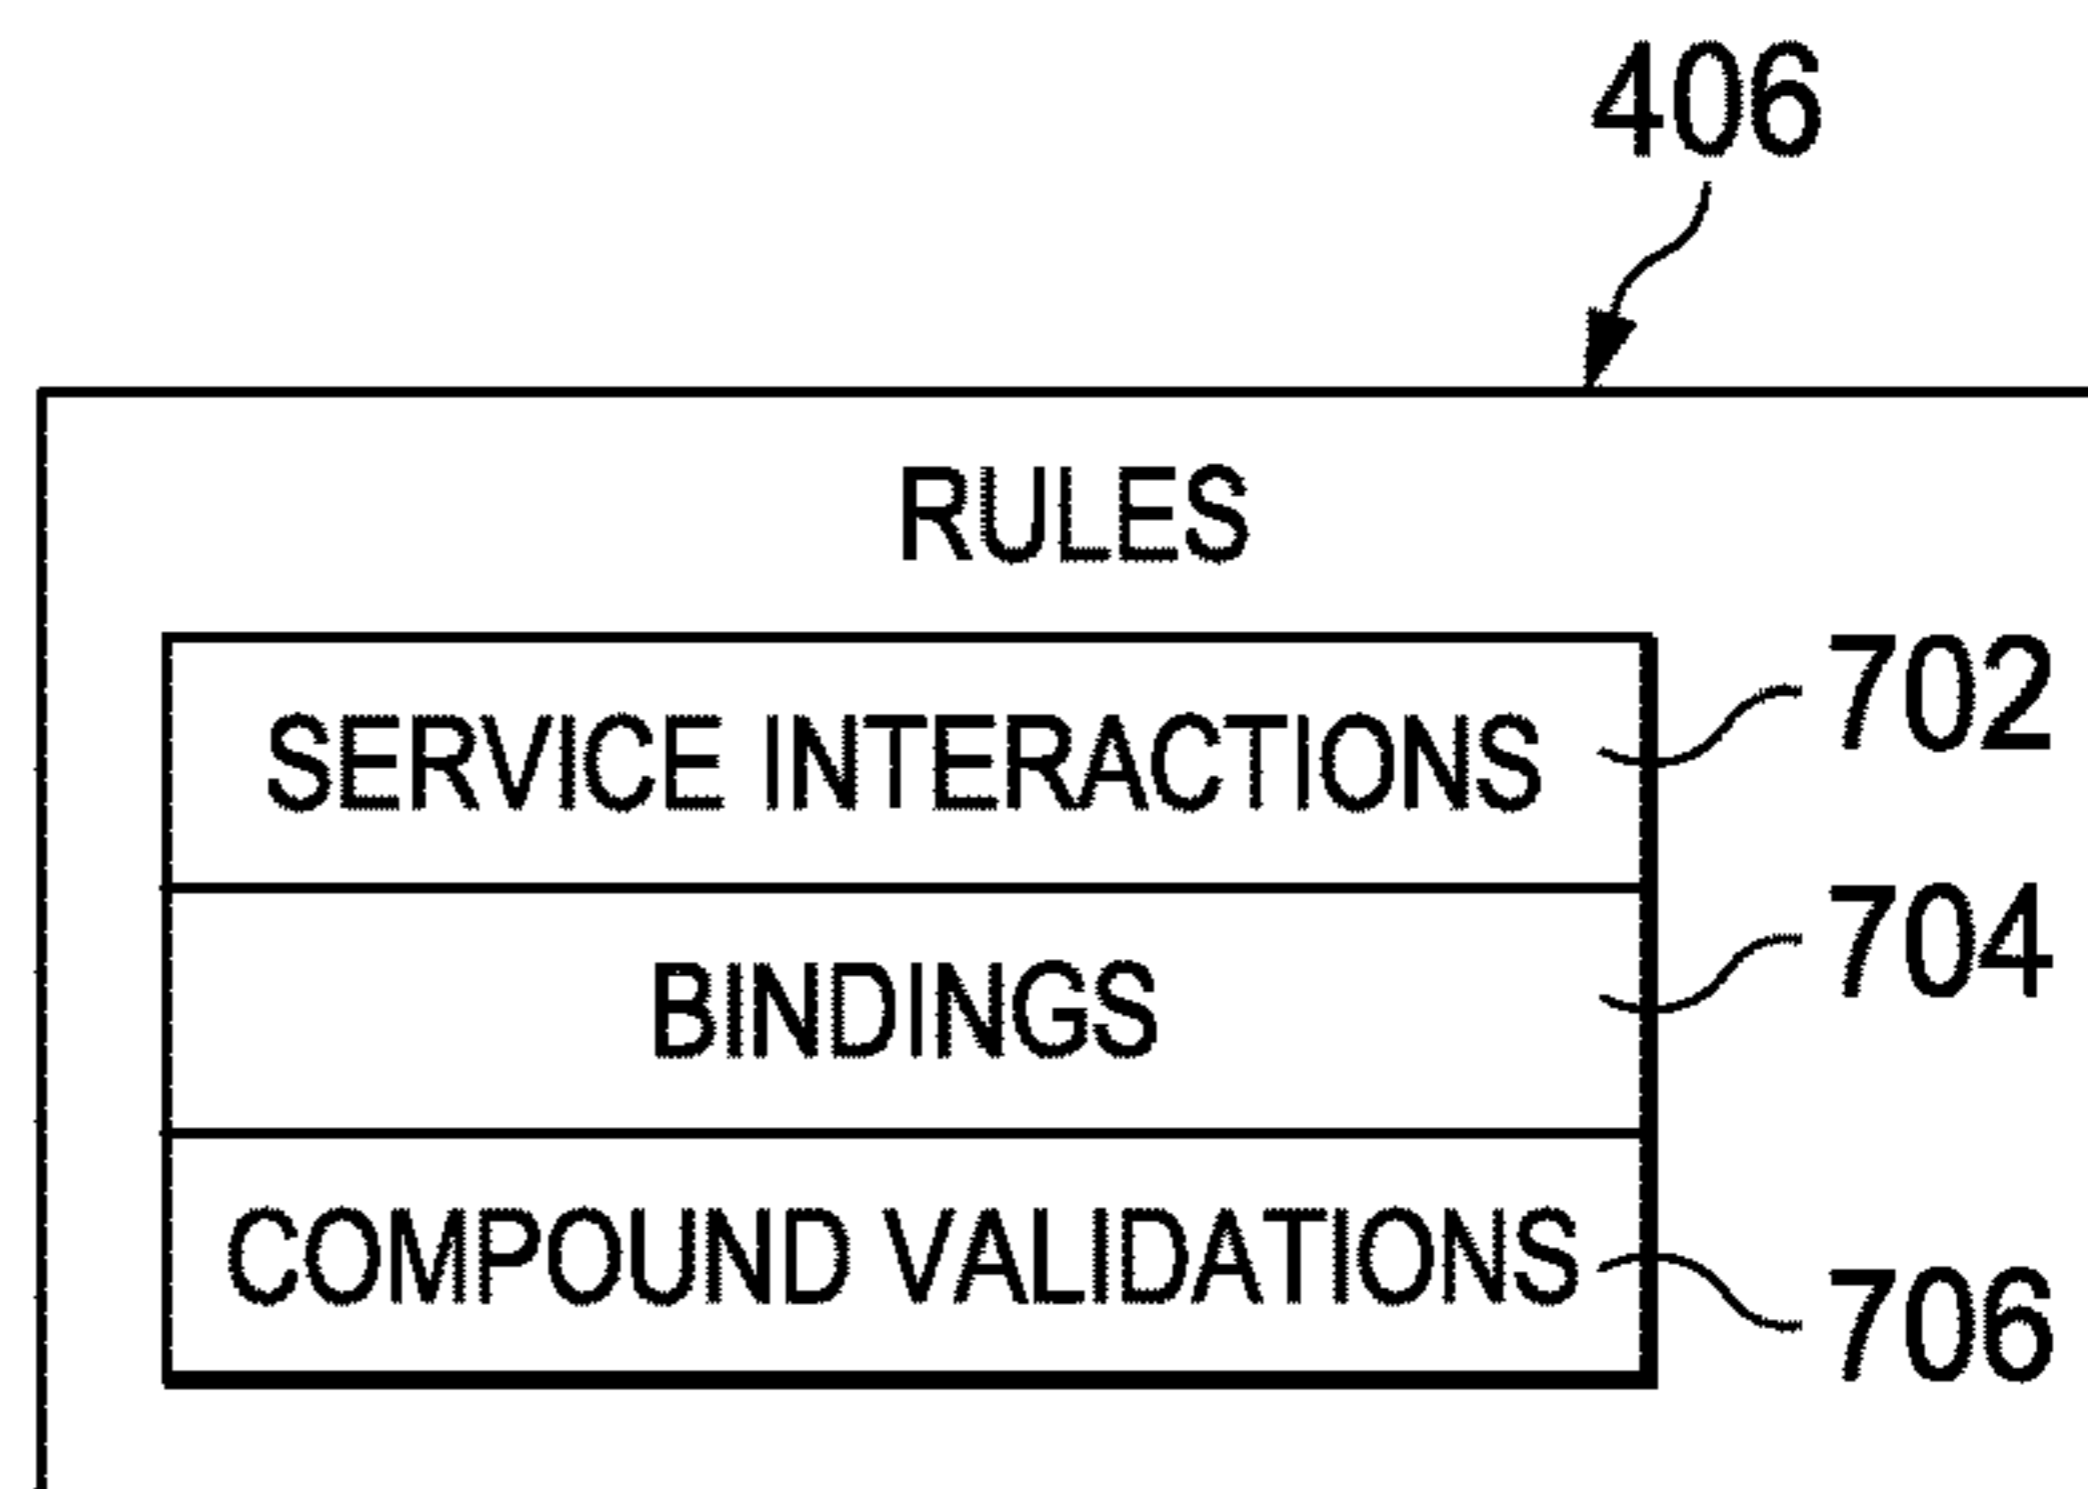 406
RULES
SERVICE INTERACTIONS 702
BINDINGS 704
COMPOUND VALIDATIONS 706